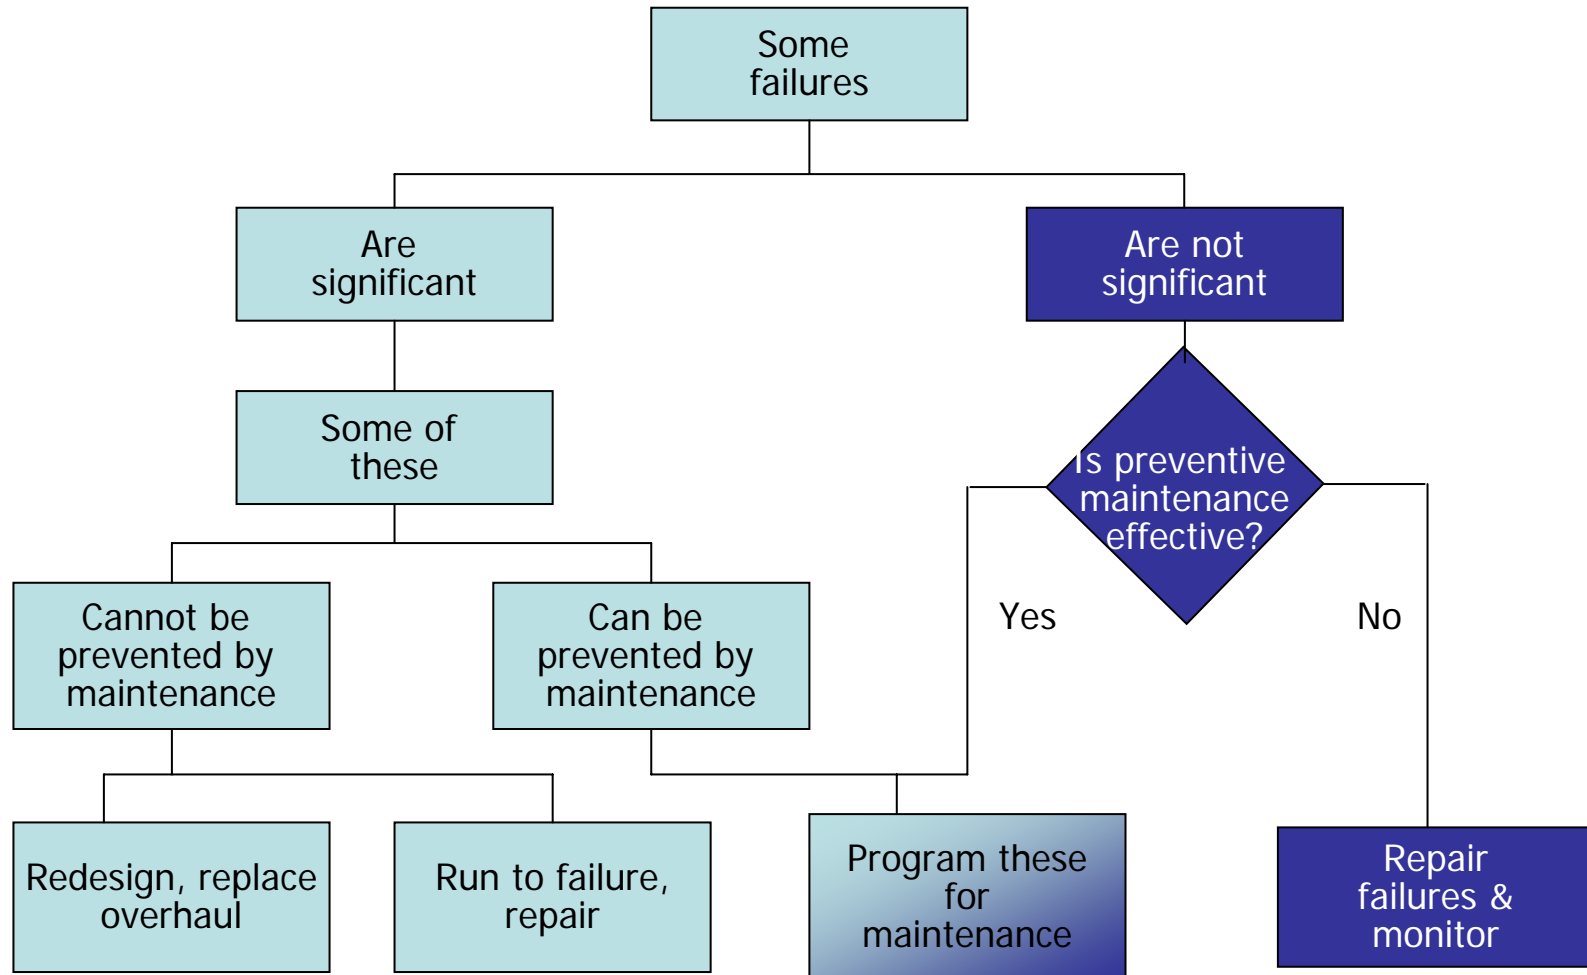 Some
failures
Are
significant
Are not
significant
Some of
these
Is preventive
maintenance
effective?
Cannot be
prevented by
maintenance
Can be
prevented by
maintenance
Yes
No
Redesign, replace
overhaul
Run to failure,
repair
Program these
for
maintenance
Repair
failures &
monitor